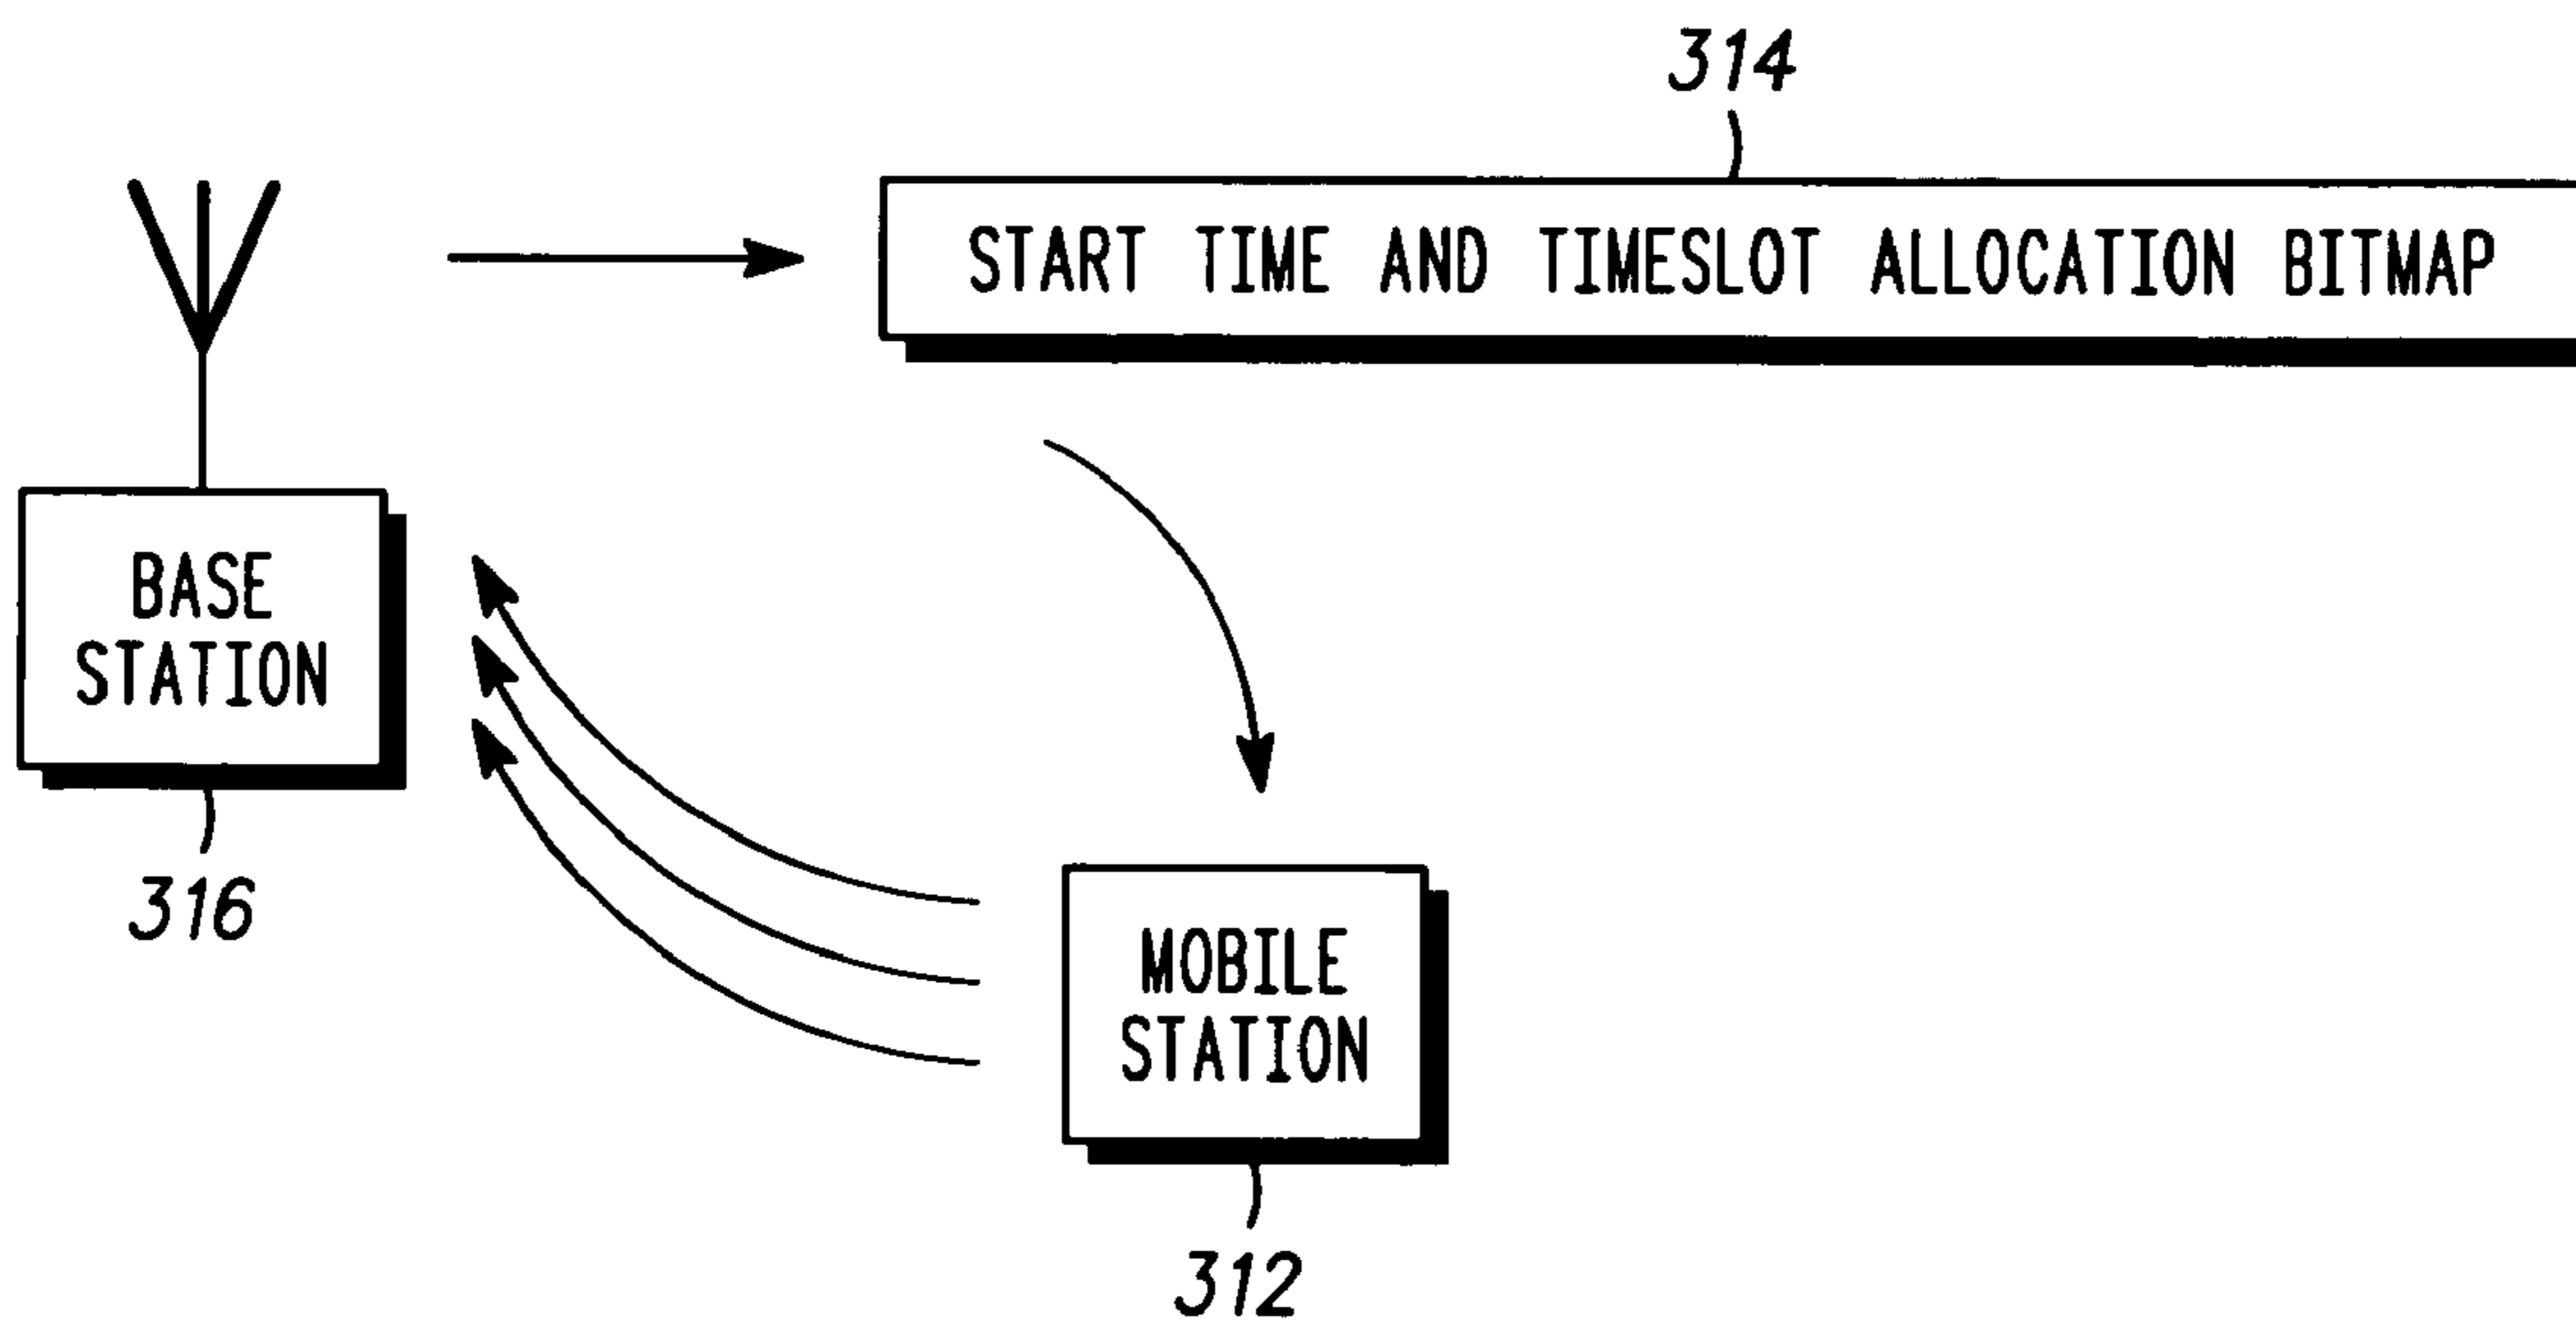 314
START TIME AND TIMESLOT ALLOCATION BITMAP
BASE
STATION
316
MOBILE
STATION
312